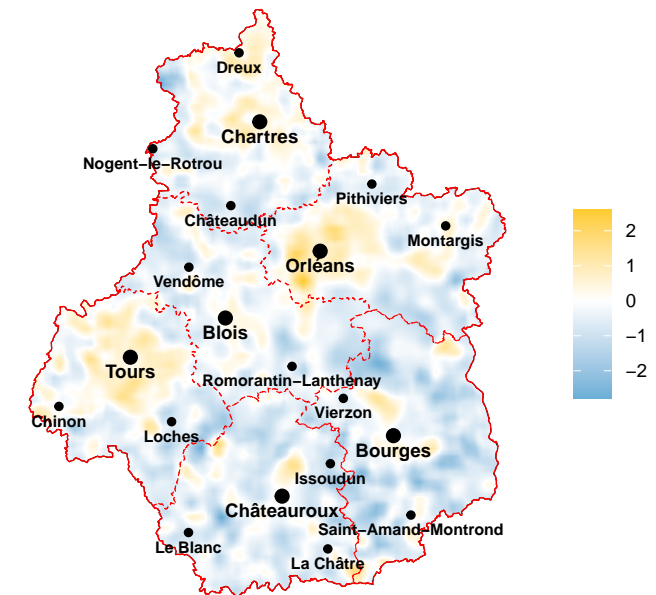 Dreux
Chartres
Nogent−le−Rotrou
Pithiviers
Châteaudun
Montargis
Orléans
Vendôme
Blois
Tours
Romorantin−Lanthenay
Vierzon
Chinon
Loches
Bourges
Issoudun
Châteauroux
Saint−Amand−Montrond
Le Blanc
La Châtre
2
1
0
−1
−2